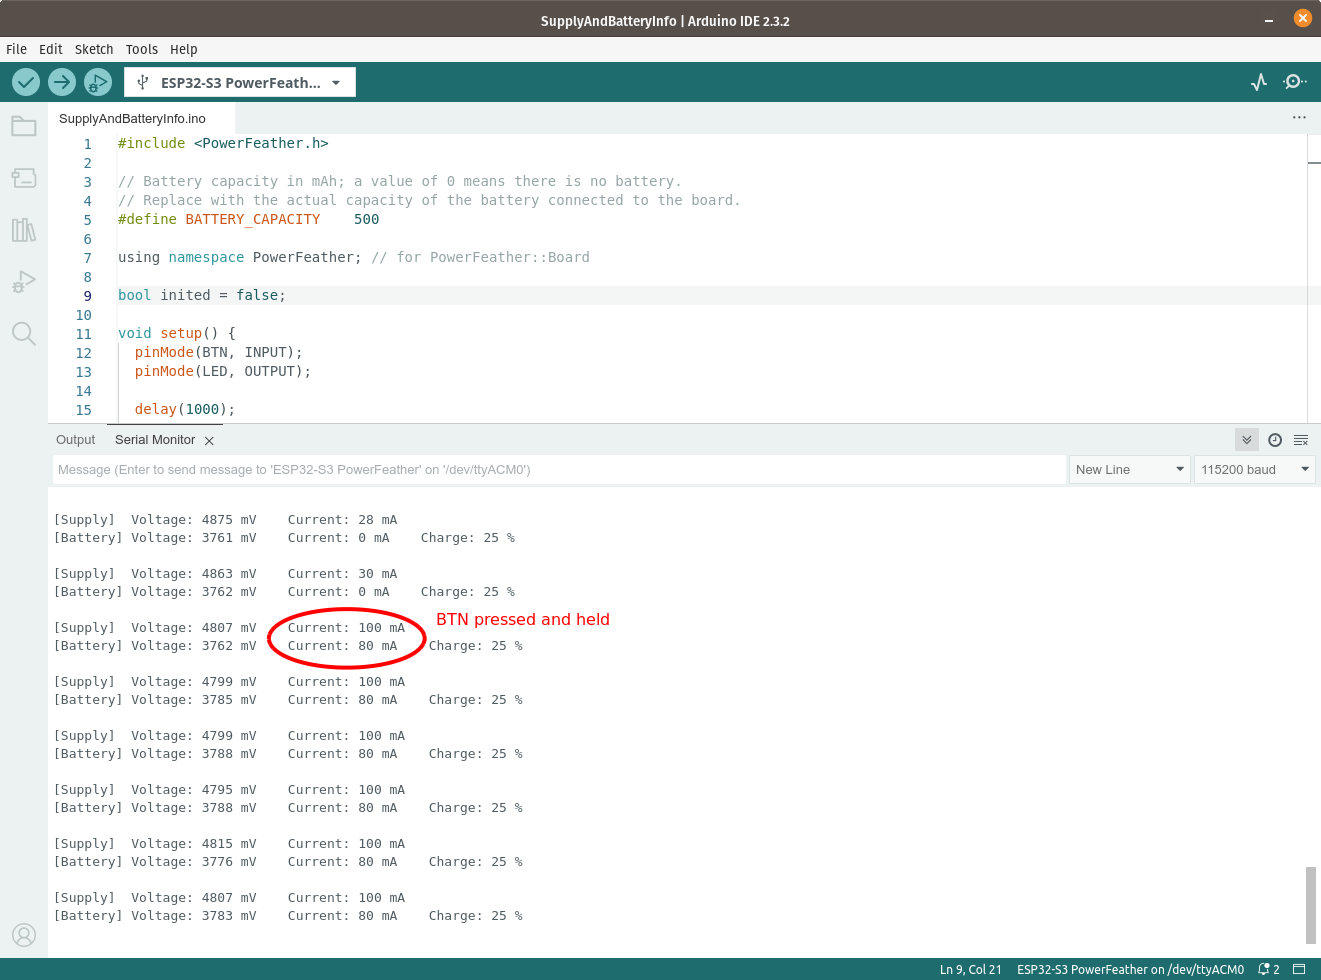 SupplyAndBatteryInfo | Arduino IDE 2.3.2
File Edit Sketch Tools Help
ESP32-S3 PowerFeath...
SupplyAndBatteryInfo.ino
1 #include <PowerFeather.h>
2
3 // Battery capacity in mAh; a value of 0 means there is no battery.
4 // Replace with the actual capacity of the battery connected to the board.
5 #define BATTERY_CAPACITY    500
6
7 using namespace PowerFeather; // for PowerFeather::Board
8
9 bool inited = false;
10
11 void setup() {
12   pinMode(BTN, INPUT);
13   pinMode(LED, OUTPUT);
14
15   delay(1000);
Output Serial Monitor
Message (Enter to send message to 'ESP32-S3 PowerFeather' on '/dev/ttyACM0') New Line 115200 baud
[Supply]  Voltage: 4875 mV    Current: 28 mA
[Battery] Voltage: 3761 mV    Current: 0 mA    Charge: 25 %
[Supply]  Voltage: 4863 mV    Current: 30 mA
[Battery] Voltage: 3762 mV    Current: 0 mA    Charge: 25 %
BTN pressed and held
[Supply]  Voltage: 4807 mV    Current: 100 mA
[Battery] Voltage: 3762 mV    Current: 80 mA    Charge: 25 %
[Supply]  Voltage: 4799 mV    Current: 100 mA
[Battery] Voltage: 3785 mV    Current: 80 mA    Charge: 25 %
[Supply]  Voltage: 4799 mV    Current: 100 mA
[Battery] Voltage: 3788 mV    Current: 80 mA    Charge: 25 %
[Supply]  Voltage: 4795 mV    Current: 100 mA
[Battery] Voltage: 3788 mV    Current: 80 mA    Charge: 25 %
[Supply]  Voltage: 4815 mV    Current: 100 mA
[Battery] Voltage: 3776 mV    Current: 80 mA    Charge: 25 %
[Supply]  Voltage: 4807 mV    Current: 100 mA
[Battery] Voltage: 3783 mV    Current: 80 mA    Charge: 25 %
Ln 9, Col 21 ESP32-S3 PowerFeather on /dev/ttyACM0 2